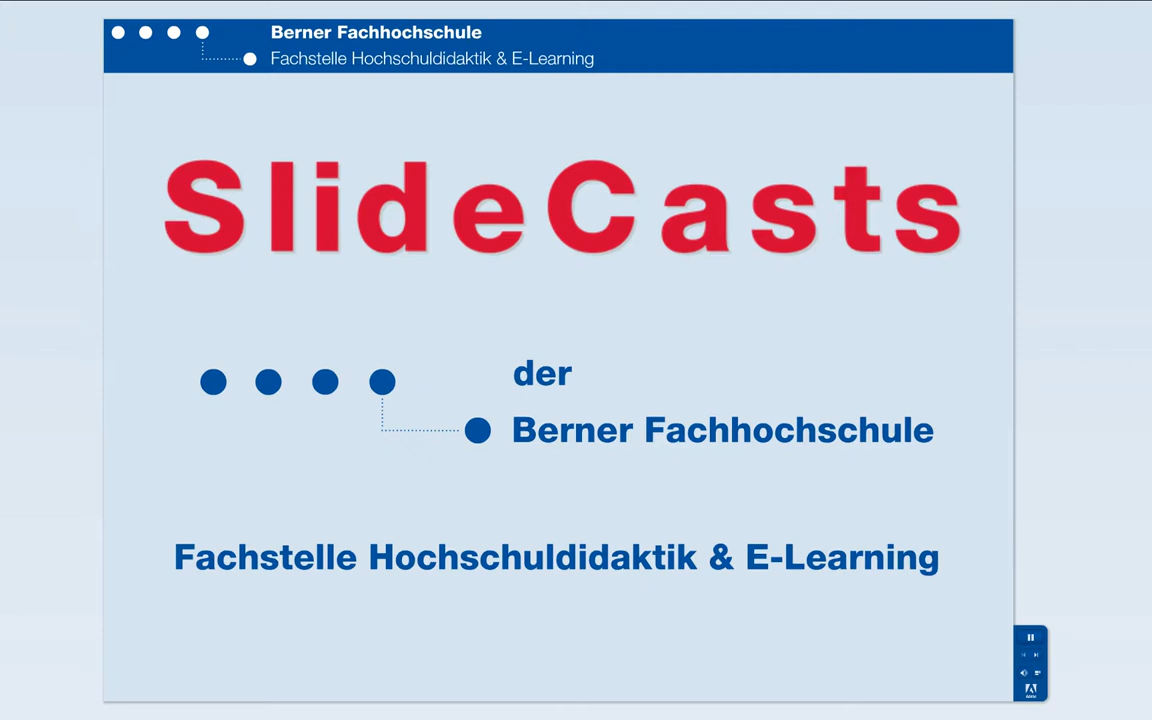 Berner Fachhochschule
Fachstelle Hochschuldidaktik & E-Learning
SlideCasts
der
Berner Fachhochschule
Fachstelle Hochschuldidaktik & E-Learning